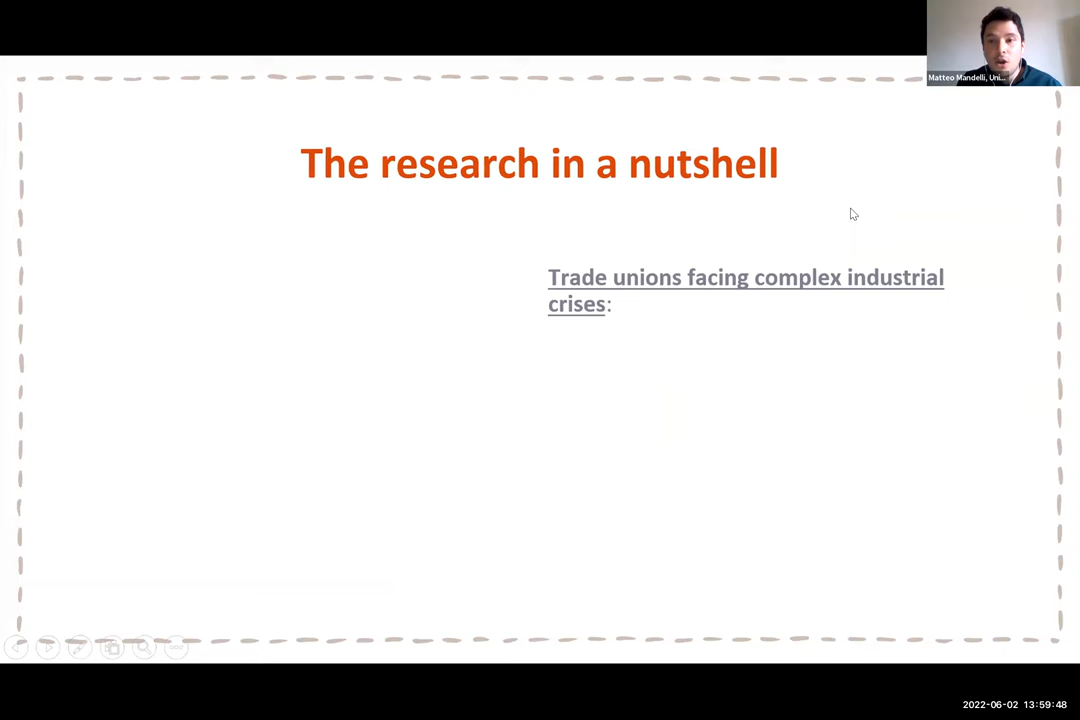 Matteo Mandelli, Uni...
The research in a nutshell
Trade unions facing complex industrial
crises:
2022-06-02 13:59:48